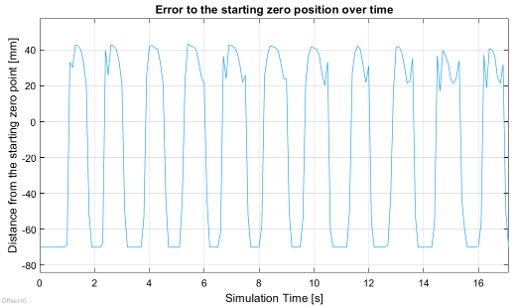 Error to the starting zero position over time
Distance from the starting zero point [mm]
40
20
0
-20
-40
-60
-80
0 2 4 6 8 10 12 14 16
Simulation Time [s]
Offset=0